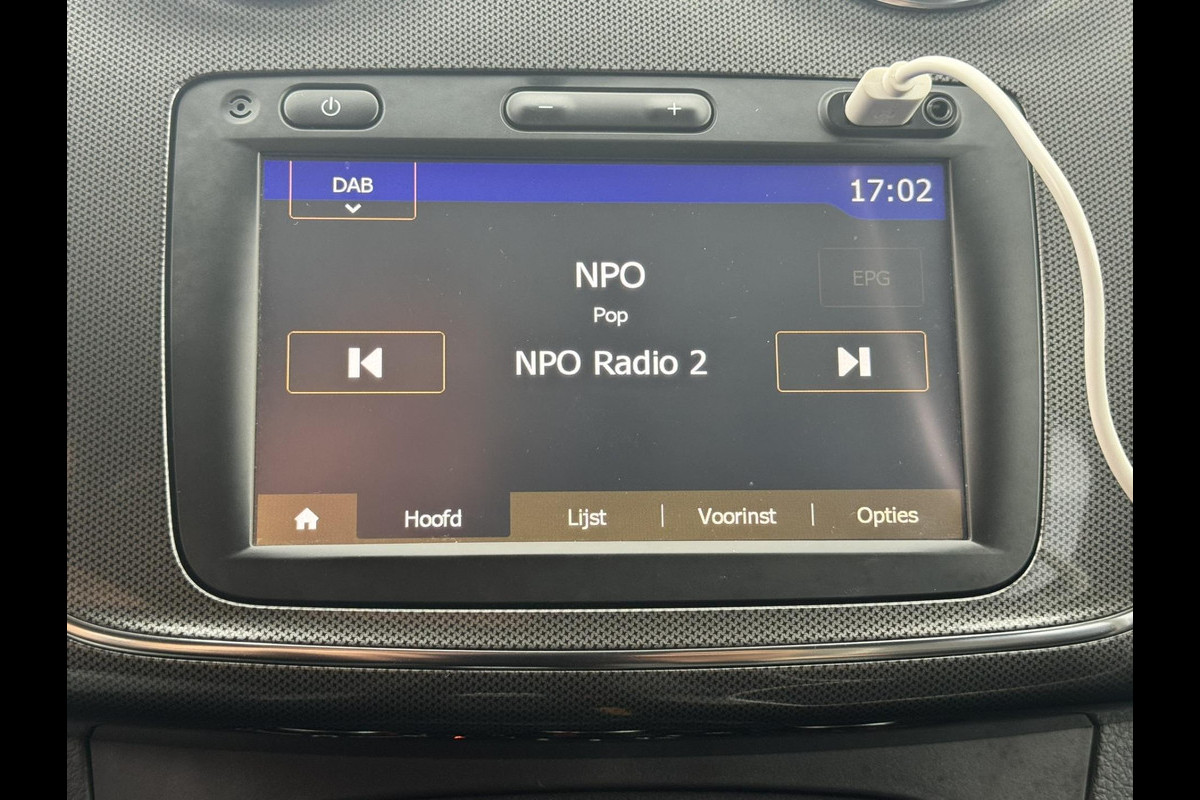 DAB
17:02
NPO
EPG
Pop
NPO Radio 2
Hoofd
Lijst
Voorinst
Opties